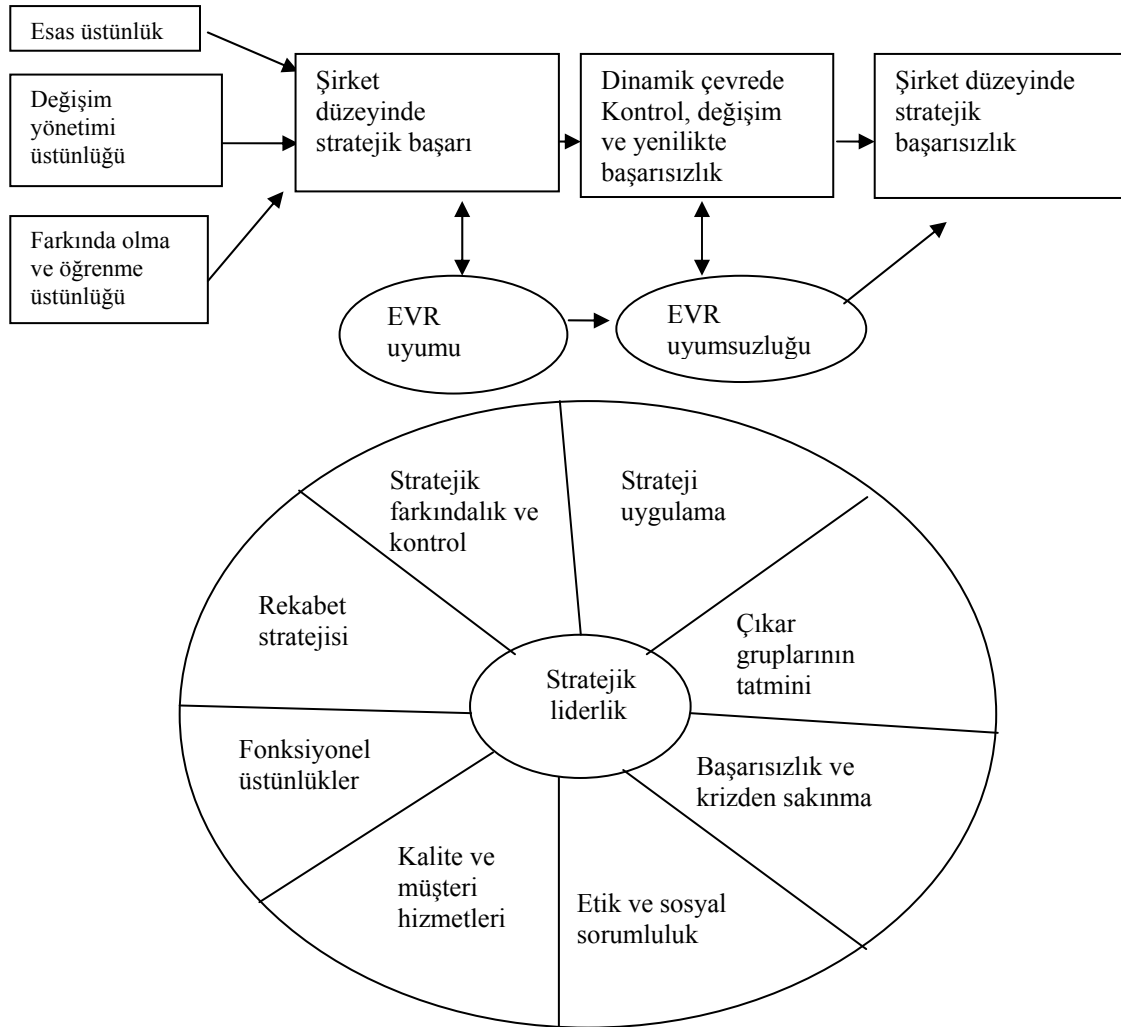 Esas üstünlük
Değişim
yönetimi
üstünlüğü
Farkında olma
ve öğrenme
üstünlüğü
Şirket
düzeyinde
stratejik başarı
Dinamik çevrede
Kontrol, değişim
ve yenilikte
başarısızlık
Şirket düzeyinde
stratejik
başarısızlık
EVR
uyumu
EVR
uyumsuzluğu
Stratejik
farkındalık ve
kontrol
Strateji
uygulama
Rekabet
stratejisi
Çıkar
gruplarının
tatmini
Stratejik
liderlik
Fonksiyonel
üstünlükler
Başarısızlık ve
krizden sakınma
Kalite ve
müşteri
hizmetleri
Etik ve sosyal
sorumluluk